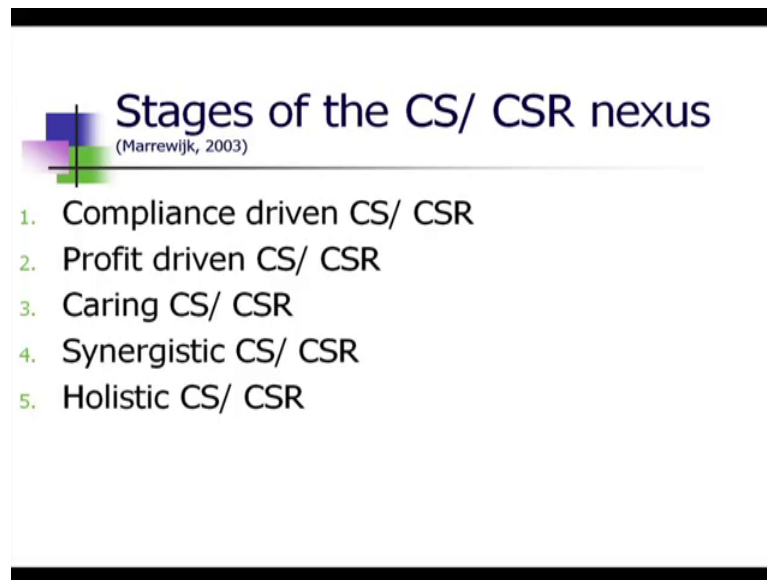 Stages of the CS/ CSR nexus
(Marrewijk, 2003)
1. Compliance driven CS/ CSR
2. Profit driven CS/ CSR
3. Caring CS/ CSR
4. Synergistic CS/ CSR
5. Holistic CS/ CSR